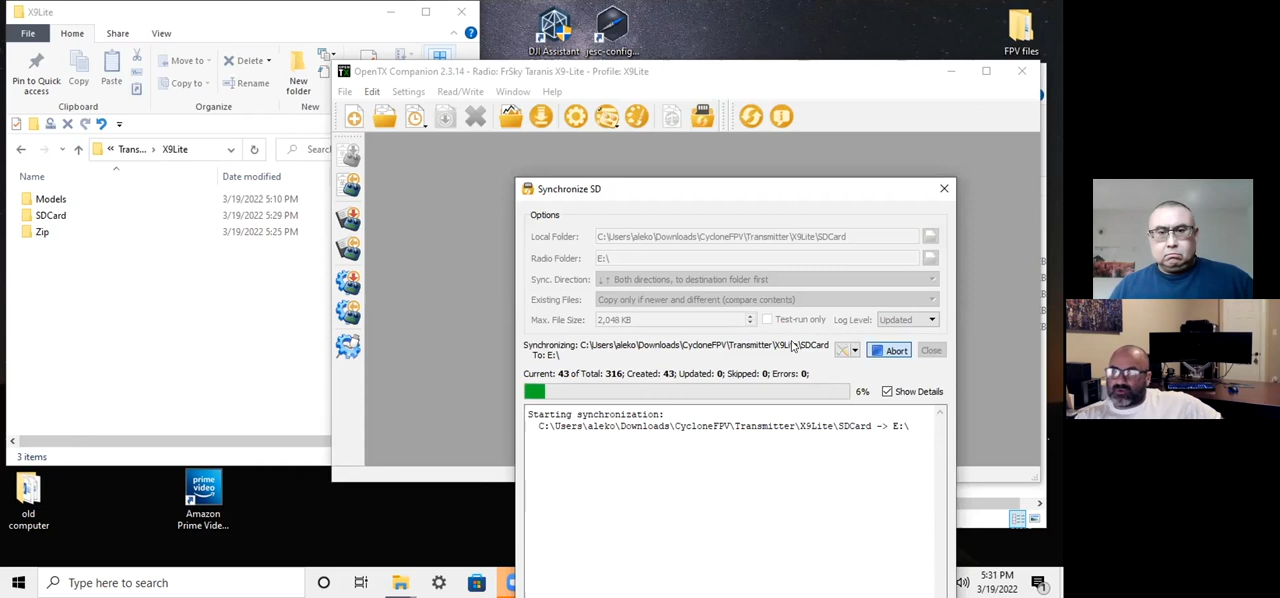 X9Lite
File
Home
Share
View
Pin to Quick access
Copy
Paste
Move to
Copy to
Delete
Rename
New folder
Clipboard
Organize
New
Trans... > X9Lite
Searc
Name
Date modified
Models
3/19/2022 5:10 PM
SDCard
3/19/2022 5:29 PM
Zip
3/19/2022 5:25 PM
3 items
DJI Assistant
jesc-config...
FPV files
OpenTX Companion 2.3.14 - Radio: FrSky Taranis X9-Lite - Profile: X9Lite
File Edit Settings Read/Write Window Help
Synchronize SD
Options
Local Folder: C:\Users\aleko\Downloads\CycloneFPV\Transmitter\X9Lite\SDCard
Radio Folder: E:\
Sync. Direction: ↓↑ Both directions, to destination folder first
Existing Files: Copy only if newer and different (compare contents)
Max. File Size: 2,048 KB
Test-run only
Log Level: Updated
Synchronizing: C:\Users\aleko\Downloads\CycloneFPV\Transmitter\X9Lite\SDCard
To: E:\
Abort
Close
Current: 43 of Total: 316; Created: 43; Updated: 0; Skipped: 0; Errors: 0;
6%
Show Details
Starting synchronization:
C:\Users\aleko\Downloads\CycloneFPV\Transmitter\X9Lite\SDCard -> E:\
old computer
prime video
Amazon Prime Vide...
Type here to search
5:31 PM
3/19/2022
1